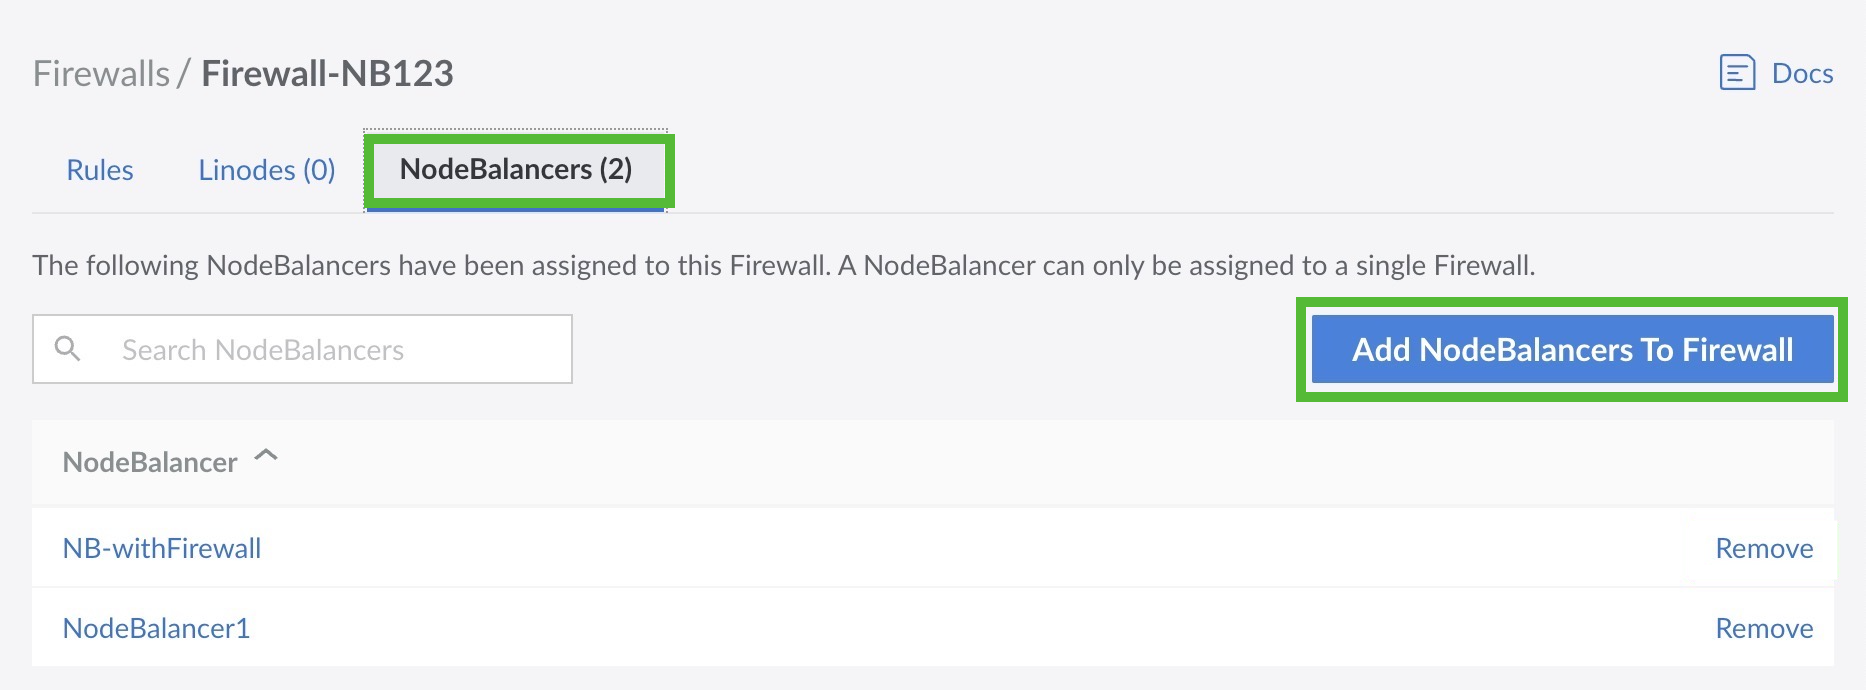 Firewalls / Firewall-NB123
Docs
Rules
Linodes (0)
NodeBalancers (2)
The following NodeBalancers have been assigned to this Firewall. A NodeBalancer can only be assigned to a single Firewall.
Search NodeBalancers
Add NodeBalancers To Firewall
NodeBalancer
NB-withFirewall
Remove
NodeBalancer1
Remove